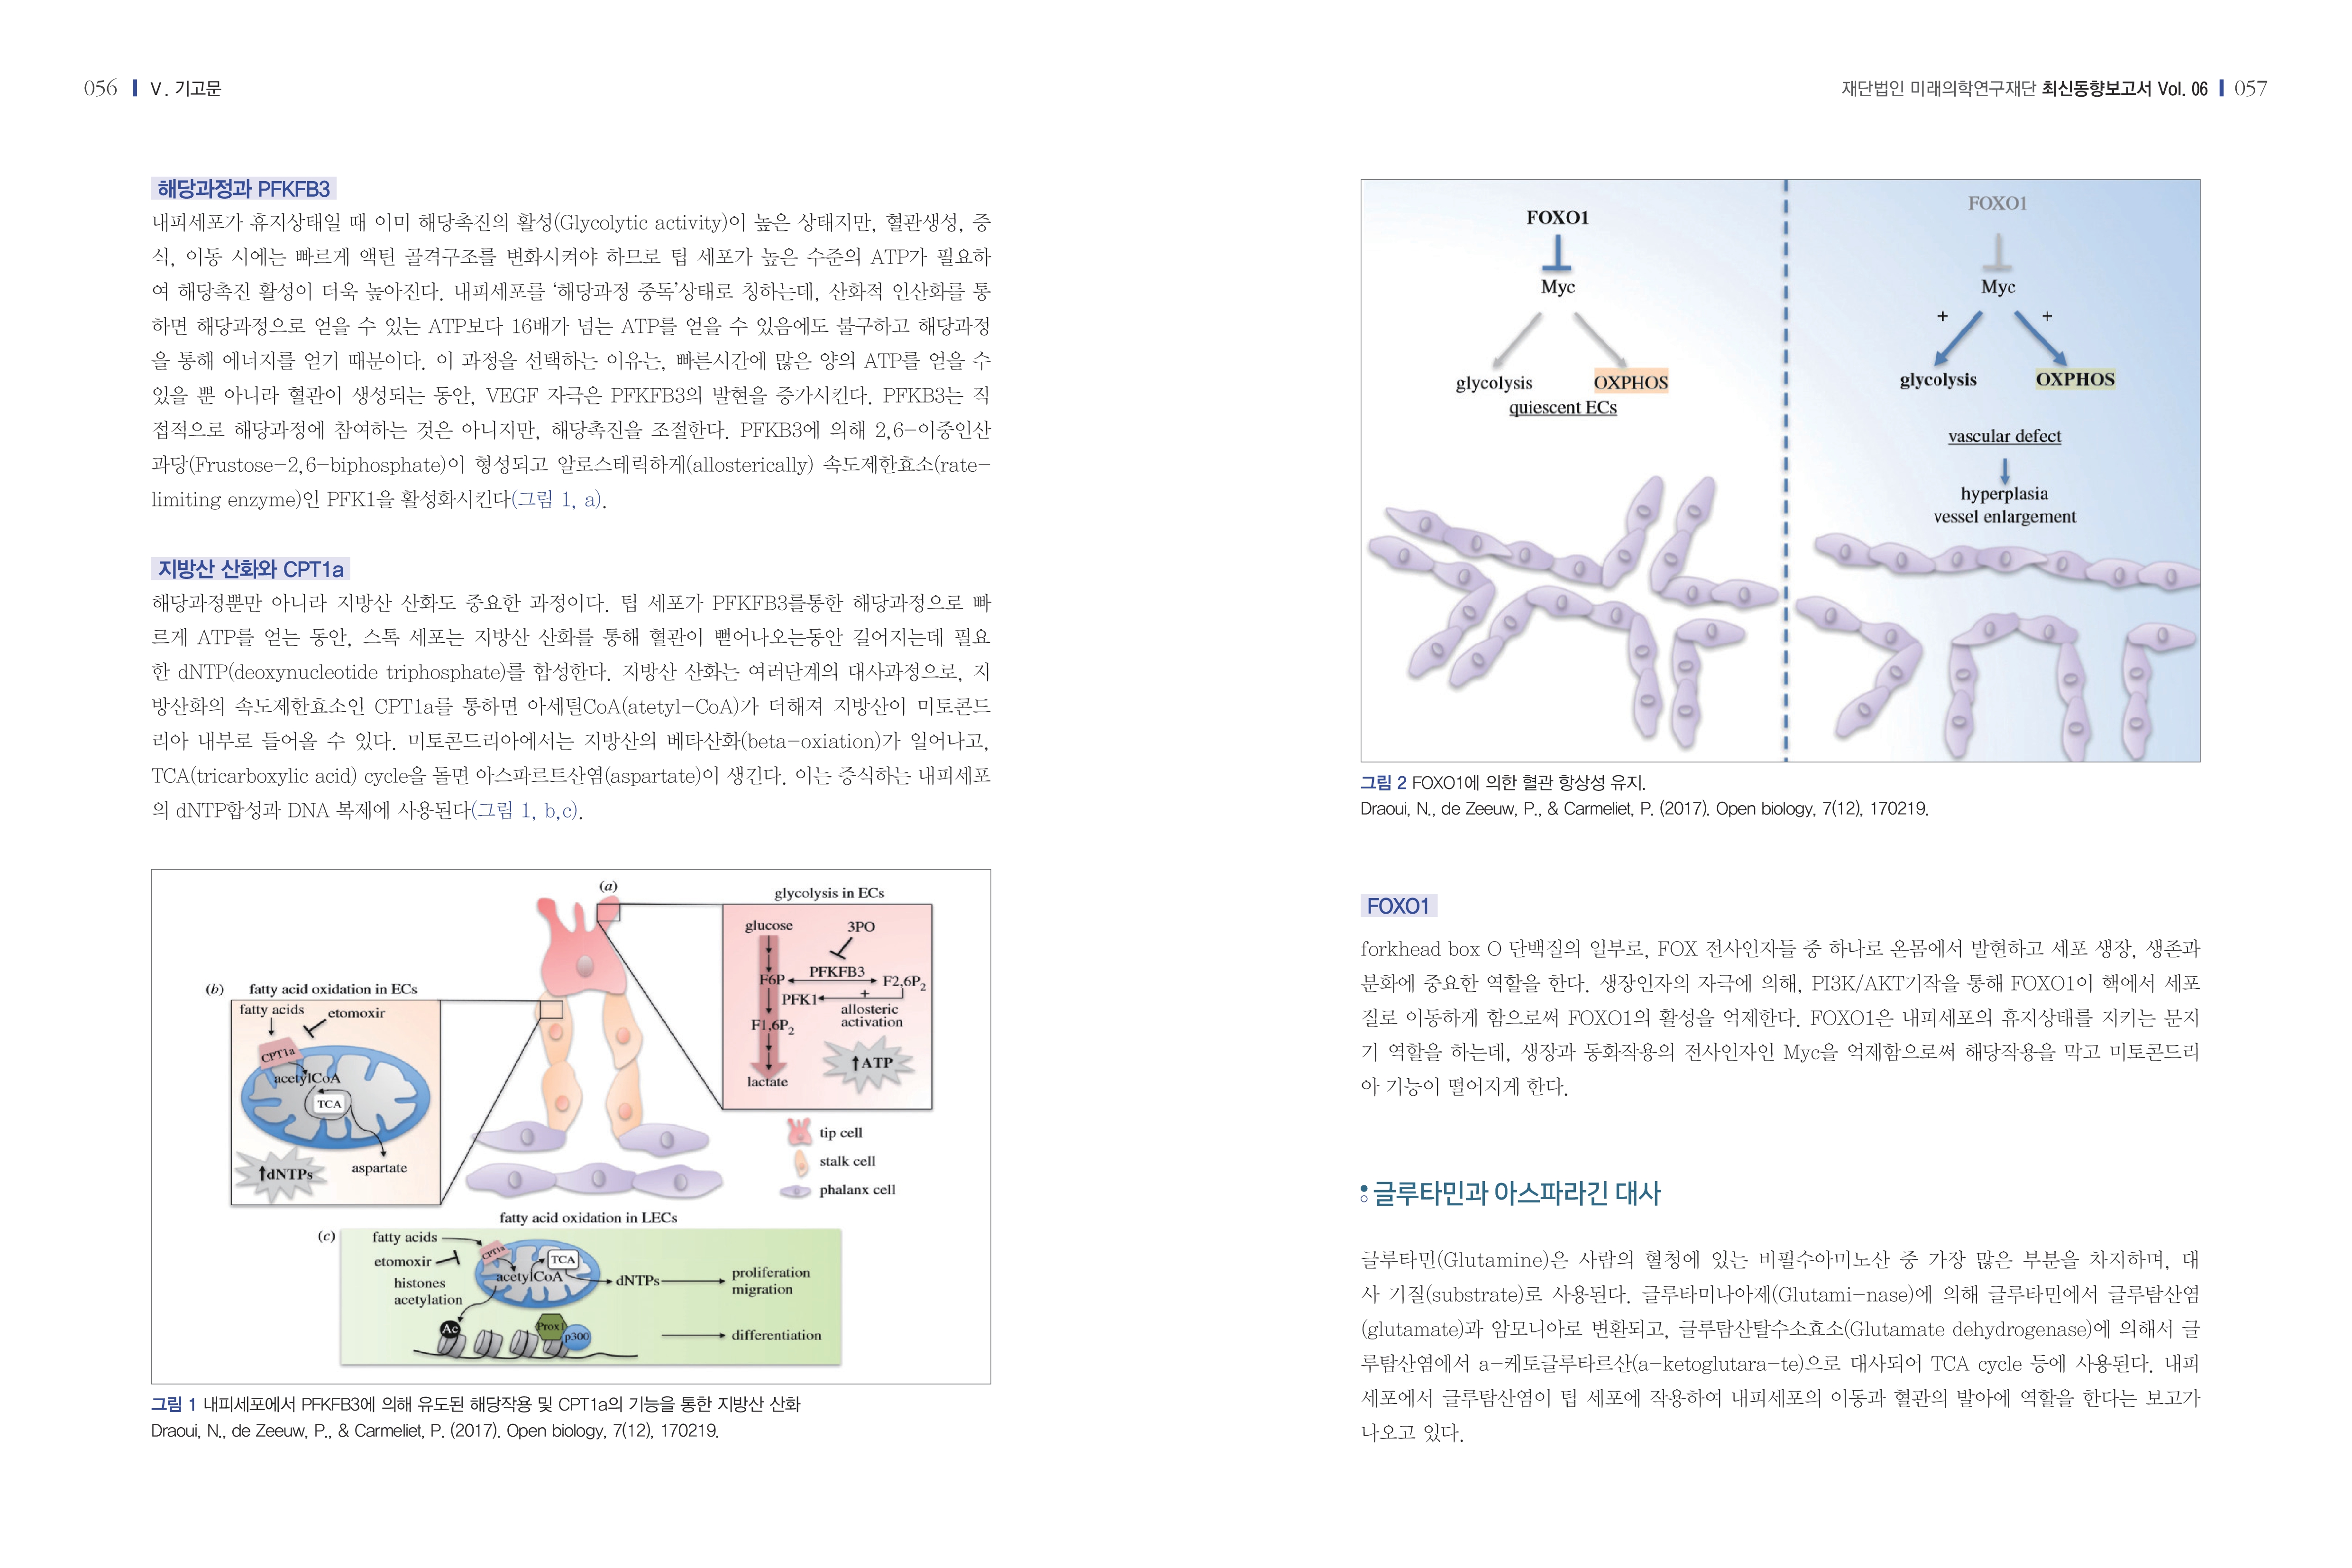 056 V. 기고문
해당과정과 PFKFB3
내피세포가 휴지상태일 때 이미 해당촉진의 활성(Glycolytic activity)이 높은 상태지만, 혈관생성, 증
식, 이동 시에는 빠르게 액틴 골격구조를 변화시켜야 하므로 팁 세포가 높은 수준의 ATP가 필요하
여 해당촉진 활성이 더욱 높아진다. 내피세포를 ‘해당과정 중독’상태로 칭하는데, 산화적 인산화를 통
하면 해당과정으로 얻을 수 있는 ATP보다 16배가 넘는 ATP를 얻을 수 있음에도 불구하고 해당과정
을 통해 에너지를 얻기 때문이다. 이 과정을 선택하는 이유는, 빠른시간에 많은 양의 ATP를 얻을 수
있을 뿐 아니라 혈관이 생성되는 동안, VEGF 자극은 PFKFB3의 발현을 증가시킨다. PFKB3는 직
접적으로 해당과정에 참여하는 것은 아니지만, 해당촉진을 조절한다. PFKB3에 의해 2,6-이중인산
과당(Frustose-2,6-biphosphate)이 형성되고 알로스테릭하게(allosterically) 속도제한효소(rate-
limiting enzyme)인 PFK1을 활성화시킨다(그림 1, a).
지방산 산화와 CPT1a
해당과정뿐만 아니라 지방산 산화도 중요한 과정이다. 팁 세포가 PFKFB3를통한 해당과정으로 빠
르게 ATP를 얻는 동안, 스톡 세포는 지방산 산화를 통해 혈관이 뻗어나오는동안 길어지는데 필요
한 dNTP(deoxynucleotide triphosphate)를 합성한다. 지방산 산화는 여러단계의 대사과정으로, 지
방산화의 속도제한효소인 CPT1a를 통하면 아세틸CoA(atetyl-CoA)가 더해져 지방산이 미토콘드
리아 내부로 들어올 수 있다. 미토콘드리아에서는 지방산의 베타산화(beta-oxiation)가 일어나고,
TCA(tricarboxylic acid) cycle을 돌면 아스파르트산염(aspartate)이 생긴다. 이는 증식하는 내피세포
의 dNTP합성과 DNA 복제에 사용된다(그림 1, b,c).
(a)
glycolysis in ECs
glucose 3PO
PFKFB3
F6P F2,6P2
PFK1 +
allosteric
F1,6P2 activation
↑ATP
lactate
(b) fatty acid oxidation in ECs
fatty acids etomoxir
CPT1a
acetylCoA
TCA
↑dNTPs aspartate
tip cell
stalk cell
phalanx cell
fatty acid oxidation in LECs
(c) fatty acids
etomoxir CPT1a TCA
histones acetylCoA dNTPs proliferation
acetylation migration
Ac Prox1 p300 differentiation
그림 1 내피세포에서 PFKFB3에 의해 유도된 해당작용 및 CPT1a의 기능을 통한 지방산 산화
Draoui, N., de Zeeuw, P., & Carmeliet, P. (2017). Open biology, 7(12), 170219.
재단법인 미래의학연구재단 최신동향보고서 Vol. 06 057
FOXO1
Myc
glycolysis OXPHOS
quiescent ECs
FOXO1
Myc
+ +
glycolysis OXPHOS
vascular defect
hyperplasia
vessel enlargement
그림 2 FOXO1에 의한 혈관 항상성 유지.
Draoui, N., de Zeeuw, P., & Carmeliet, P. (2017). Open biology, 7(12), 170219.
FOXO1
forkhead box O 단백질의 일부로, FOX 전사인자들 중 하나로 온몸에서 발현하고 세포 생장, 생존과
분화에 중요한 역할을 한다. 생장인자의 자극에 의해, PI3K/AKT기작을 통해 FOXO1이 핵에서 세포
질로 이동하게 함으로써 FOXO1의 활성을 억제한다. FOXO1은 내피세포의 휴지상태를 지키는 문지
기 역할을 하는데, 생장과 동화작용의 전사인자인 Myc을 억제함으로써 해당작용을 막고 미토콘드리
아 기능이 떨어지게 한다.
글루타민과 아스파라긴 대사
글루타민(Glutamine)은 사람의 혈청에 있는 비필수아미노산 중 가장 많은 부분을 차지하며, 대
사 기질(substrate)로 사용된다. 글루타미나아제(Glutami-nase)에 의해 글루타민에서 글루탐산염
(glutamate)과 암모니아로 변환되고, 글루탐산탈수소효소(Glutamate dehydrogenase)에 의해서 글
루탐산염에서 a-케토글루타르산(a-ketoglutara-te)으로 대사되어 TCA cycle 등에 사용된다. 내피
세포에서 글루탐산염이 팁 세포에 작용하여 내피세포의 이동과 혈관의 발아에 역할을 한다는 보고가
나오고 있다.